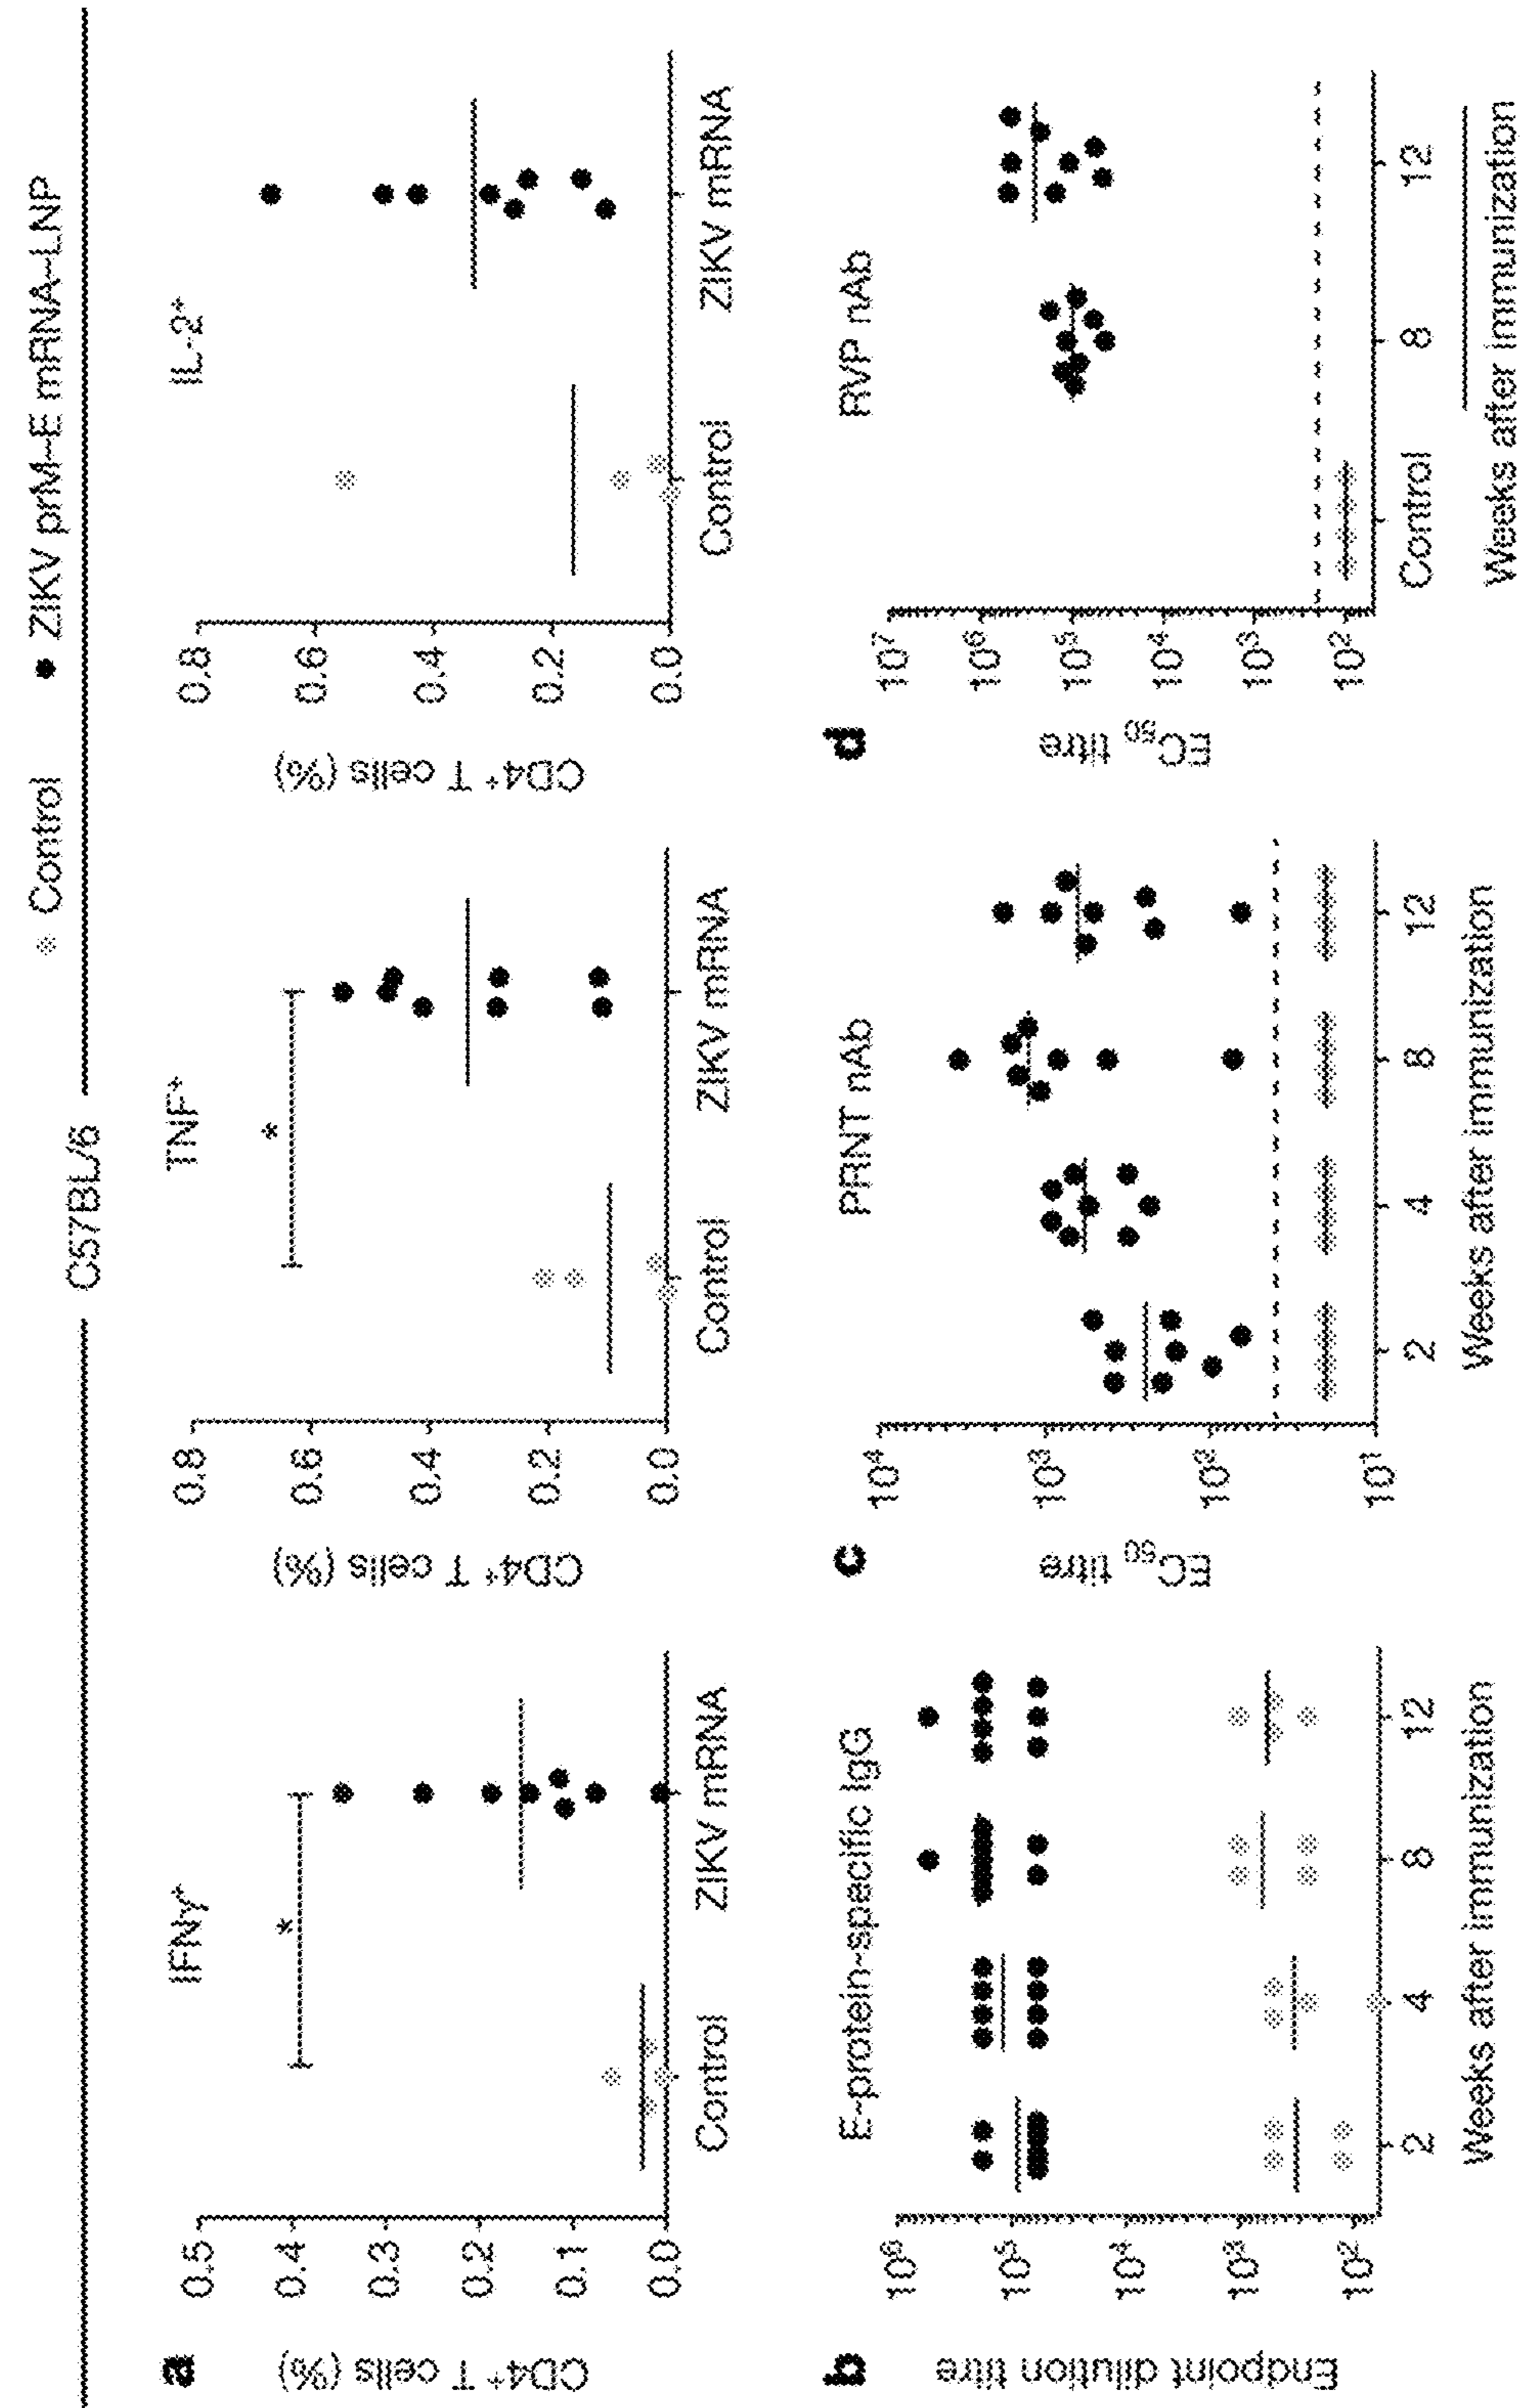 Control ZIKV prM–E mRNA–LNP
C57BL/6
a
IFNγ⁺
CD4⁺ T cells (%)
0.5
0.4
0.3
0.2
0.1
0.0
*
Control ZIKV mRNA
TNF⁺
CD4⁺ T cells (%)
0.8
0.6
0.4
0.2
0.0
*
Control ZIKV mRNA
IL-2⁺
CD4⁺ T cells (%)
0.8
0.6
0.4
0.2
0.0
Control ZIKV mRNA
b
E-protein-specific IgG
Endpoint dilution titre
10⁶
10⁵
10⁴
10³
10²
2 4 8 12
Weeks after immunization
c
PRNT nAb
EC₅₀ titre
10⁴
10³
10²
10¹
2 4 8 12
Weeks after immunization
d
RVP nAb
EC₅₀ titre
10⁷
10⁶
10⁵
10⁴
10³
10²
Control 8 12
Weeks after immunization